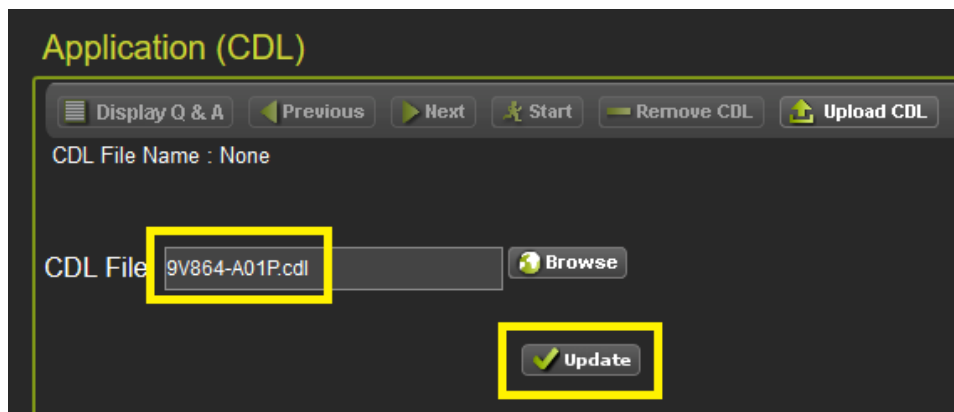 Application (CDL)
Display Q & A Previous Next Start Remove CDL Upload CDL
CDL File Name : None
CDL File 9V864-A01P.cdl Browse
Update